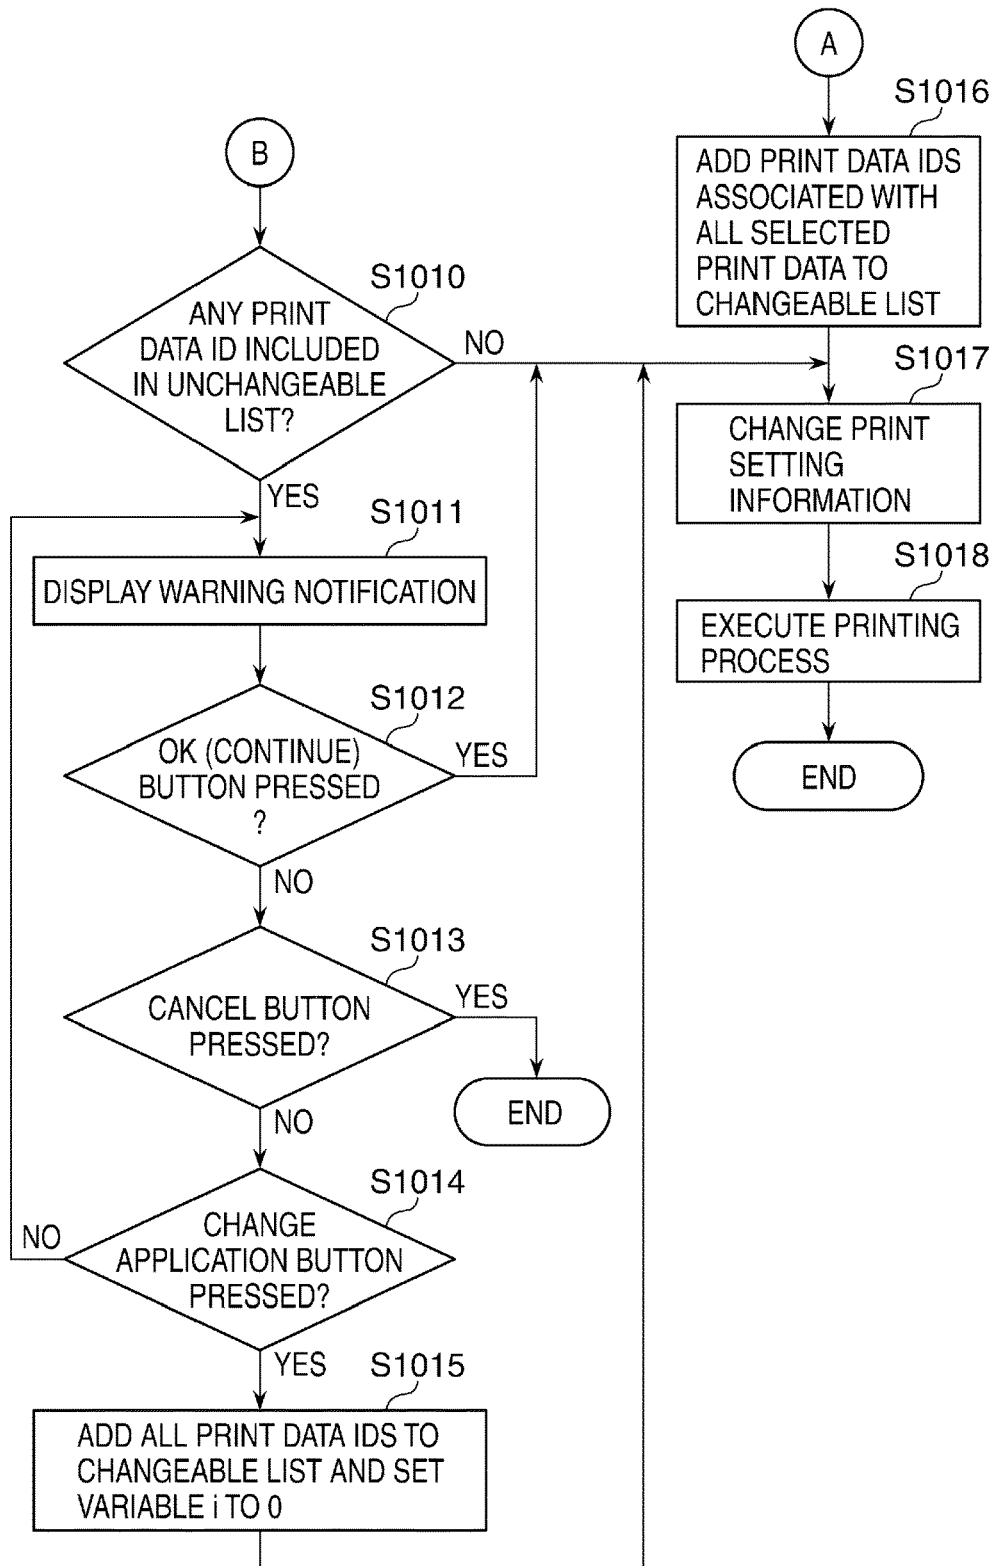 B
S1010
ANY PRINT
DATA ID INCLUDED
IN UNCHANGEABLE
LIST?
NO
YES
S1011
DISPLAY WARNING NOTIFICATION
S1012
OK (CONTINUE)
BUTTON PRESSED
?
YES
NO
S1013
CANCEL BUTTON
PRESSED?
YES
END
NO
S1014
CHANGE
APPLICATION BUTTON
PRESSED?
NO
YES
S1015
ADD ALL PRINT DATA IDS TO
CHANGEABLE LIST AND SET
VARIABLE i TO 0
A
S1016
ADD PRINT DATA IDS
ASSOCIATED WITH
ALL SELECTED
PRINT DATA TO
CHANGEABLE LIST
S1017
CHANGE PRINT
SETTING
INFORMATION
S1018
EXECUTE PRINTING
PROCESS
END